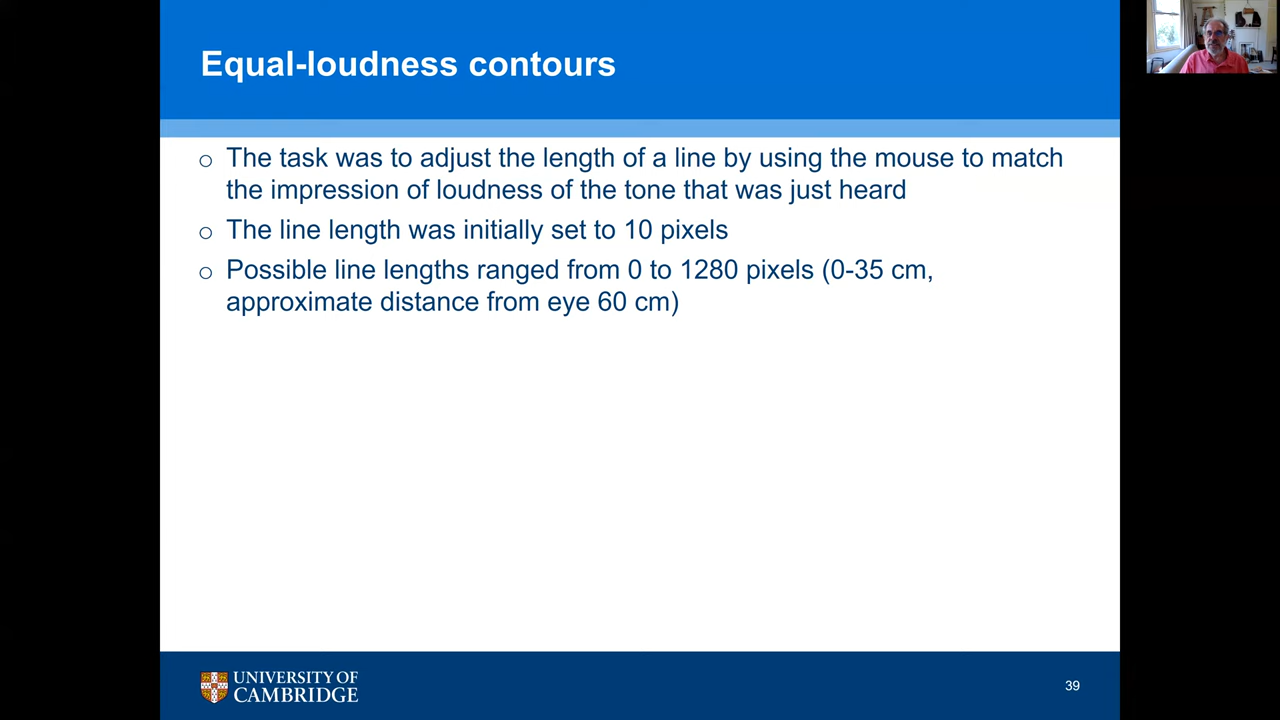 Equal-loudness contours
o The task was to adjust the length of a line by using the mouse to match
the impression of loudness of the tone that was just heard
o The line length was initially set to 10 pixels
o Possible line lengths ranged from 0 to 1280 pixels (0-35 cm,
approximate distance from eye 60 cm)
UNIVERSITY OF
CAMBRIDGE
39